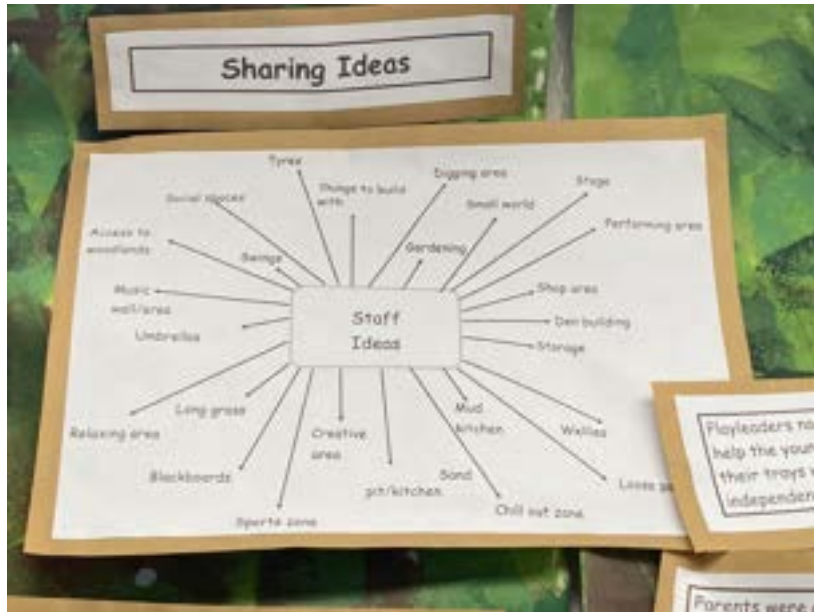 Sharing Ideas
Tyres
Things to build
with
Digging area
Stage
Social spaces
Small world
Performing area
Access to
woodlands
Swings
Gardening
Music
wall/area
Shop area
Umbrellas
Staff
Ideas
Den building
Storage
Relaxing area
Long grass
Creative
area
Mud
kitchen
Wellies
Blackboards
Sand
pit/kitchen
Loose
Sports zone
Chill out zone
Playleaders
help the
their trays
Parents were